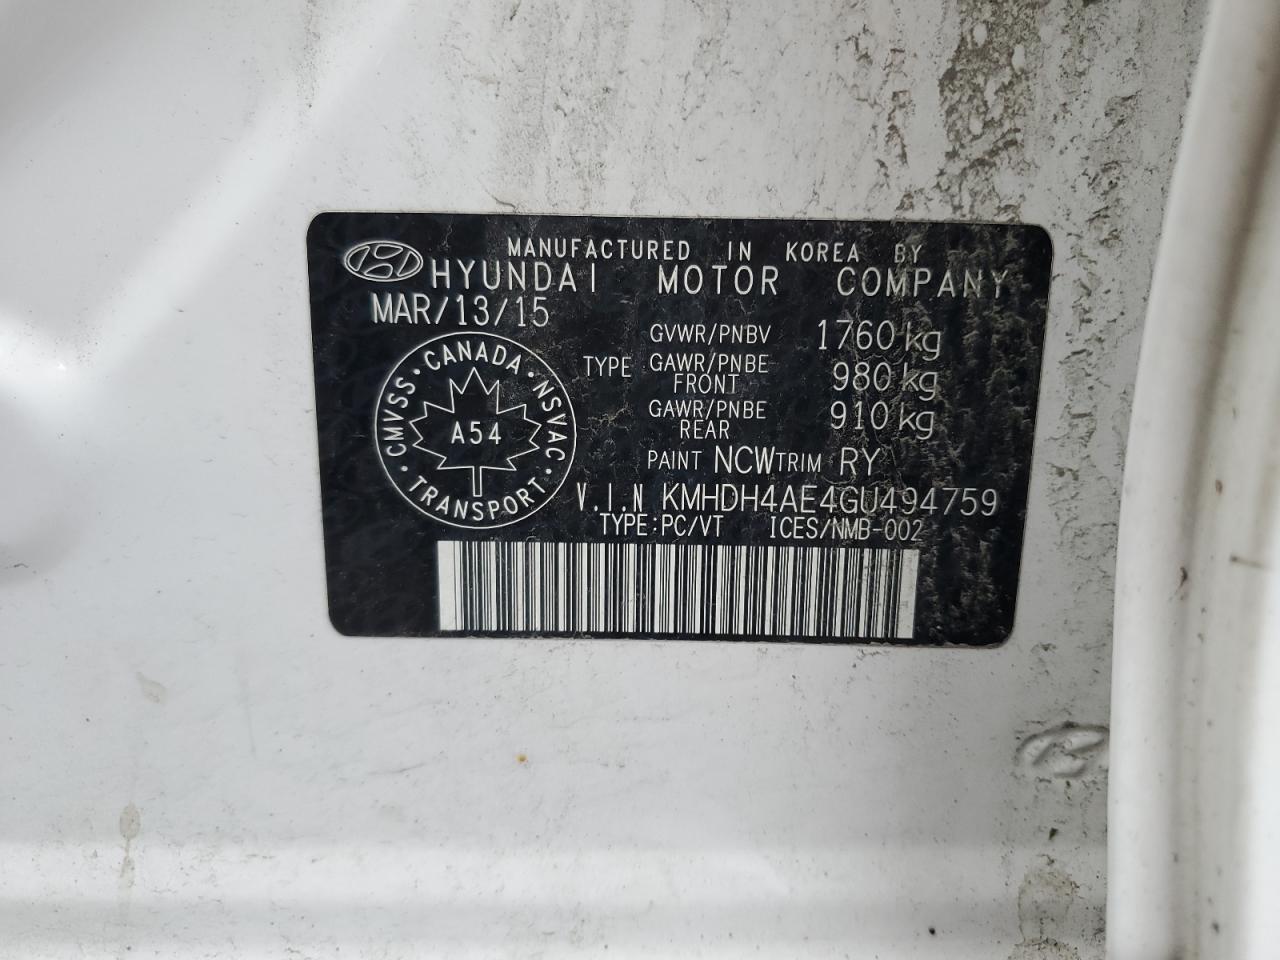 MANUFACTURED IN KOREA BY
HYUNDAI MOTOR COMPANY
MAR/13/15
GVWR/PNBV 1760 kg
TYPE GAWR/PNBE FRONT 980 kg
GAWR/PNBE REAR 910 kg
PAINT NCW TRIM RY
V.I.N KMHDH4AE4GU494759
TYPE:PC/VT ICES/NMB-002
CMVSS · CANADA · NSVAC · TRANSPORT ·
A54